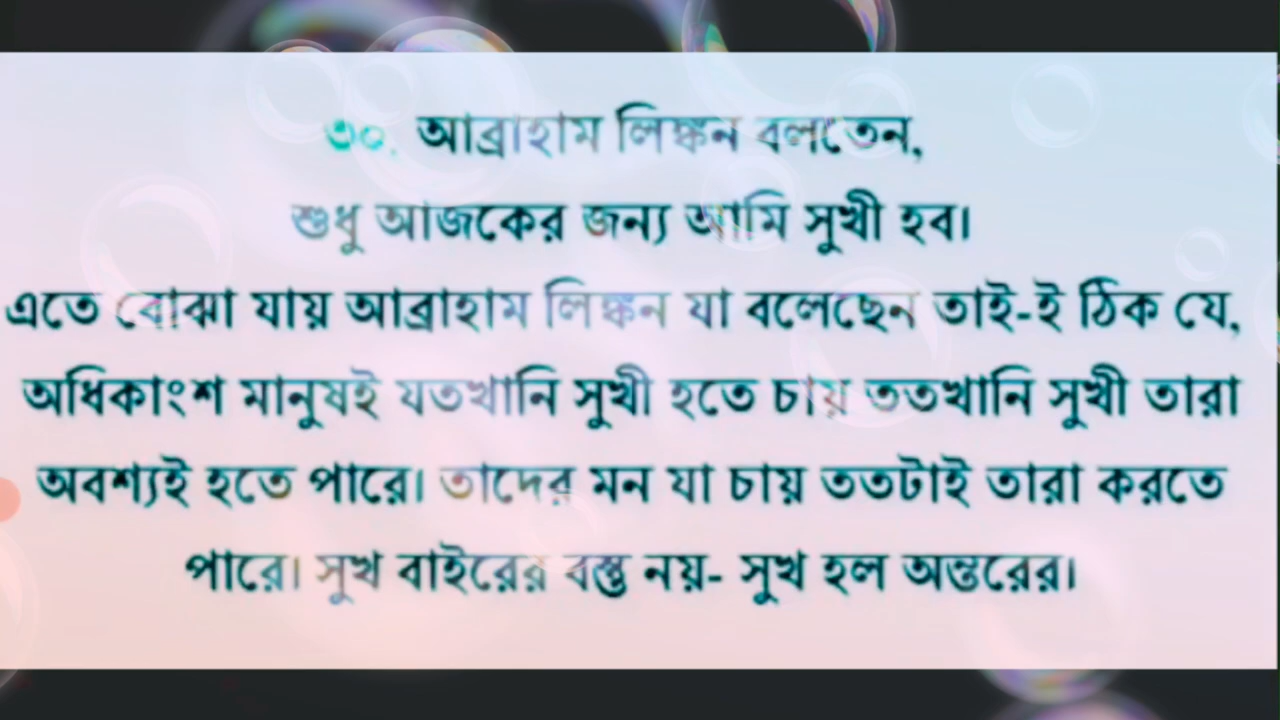 ৩০. আব্রাহাম লিঙ্কন বলতেন,
শুধু আজকের জন্য আমি সুখী হব।
এতে বোঝা যায় আব্রাহাম লিঙ্কন যা বলেছেন তাই-ই ঠিক যে,
অধিকাংশ মানুষই যতখানি সুখী হতে চায় ততখানি সুখী তারা
অবশ্যই হতে পারে। তাদের মন যা চায় ততটাই তারা করতে
পারে। সুখ বাইরের বস্তু নয়- সুখ হল অন্তরের।